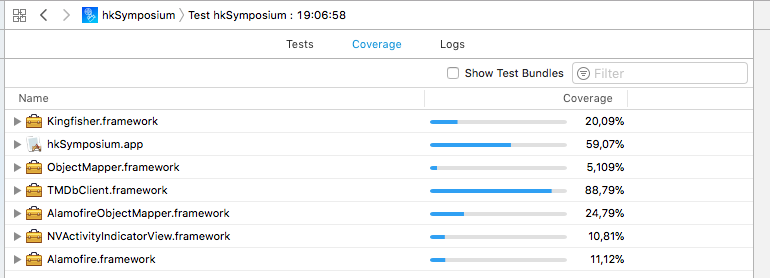 hkSymposium Test hkSymposium : 19:06:58
Tests Coverage Logs
Show Test Bundles Filter
Name Coverage
Kingfisher.framework 20,09%
hkSymposium.app 59,07%
ObjectMapper.framework 5,109%
TMDbClient.framework 88,79%
AlamofireObjectMapper.framework 24,79%
NVActivityIndicatorView.framework 10,81%
Alamofire.framework 11,12%